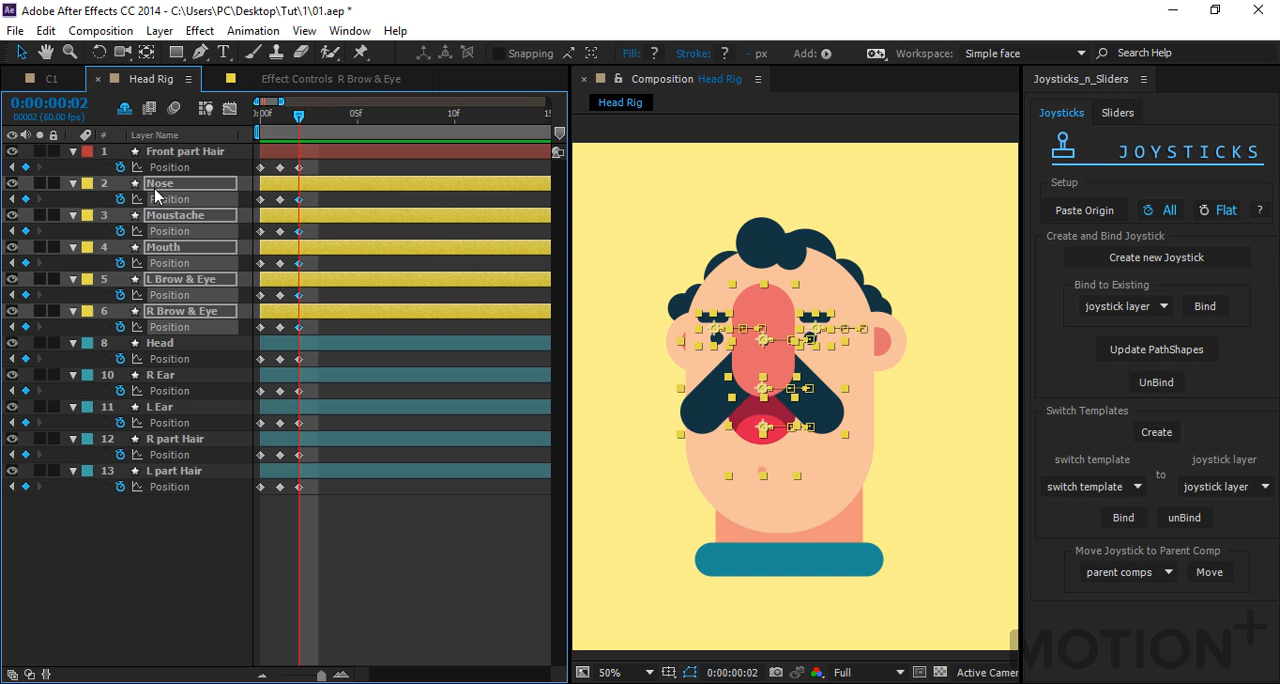 Adobe After Effects CC 2014 - C:\Users\PC\Desktop\Tut\1\01.aep *
File Edit Composition Layer Effect Animation View Window Help
Snapping Fill: ? Stroke: ? - px Add: Workspace: Simple face Search Help
C1 × Head Rig Effect Controls R Brow & Eye
× Composition Head Rig
Joysticks_n_Sliders
0:00:00:02
00002 (60.00 fps)
05f 10f
Head Rig
Joysticks Sliders
# Layer Name
JOYSTICKS
1 Front part Hair
Position
2 Nose
Position
3 Moustache
Position
4 Mouth
Position
5 L Brow & Eye
Position
6 R Brow & Eye
Position
8 Head
Position
10 R Ear
Position
11 L Ear
Position
12 R part Hair
Position
13 L part Hair
Position
Setup
Paste Origin All Flat ?
Create and Bind Joystick
Create new Joystick
Bind to Existing
joystick layer Bind
Update PathShapes
UnBind
Switch Templates
Create
switch template joystick layer
to
switch template joystick layer
Bind unBind
Move Joystick to Parent Comp
parent comps Move
MOTION+
50% 0:00:00:02 Full Active Camer